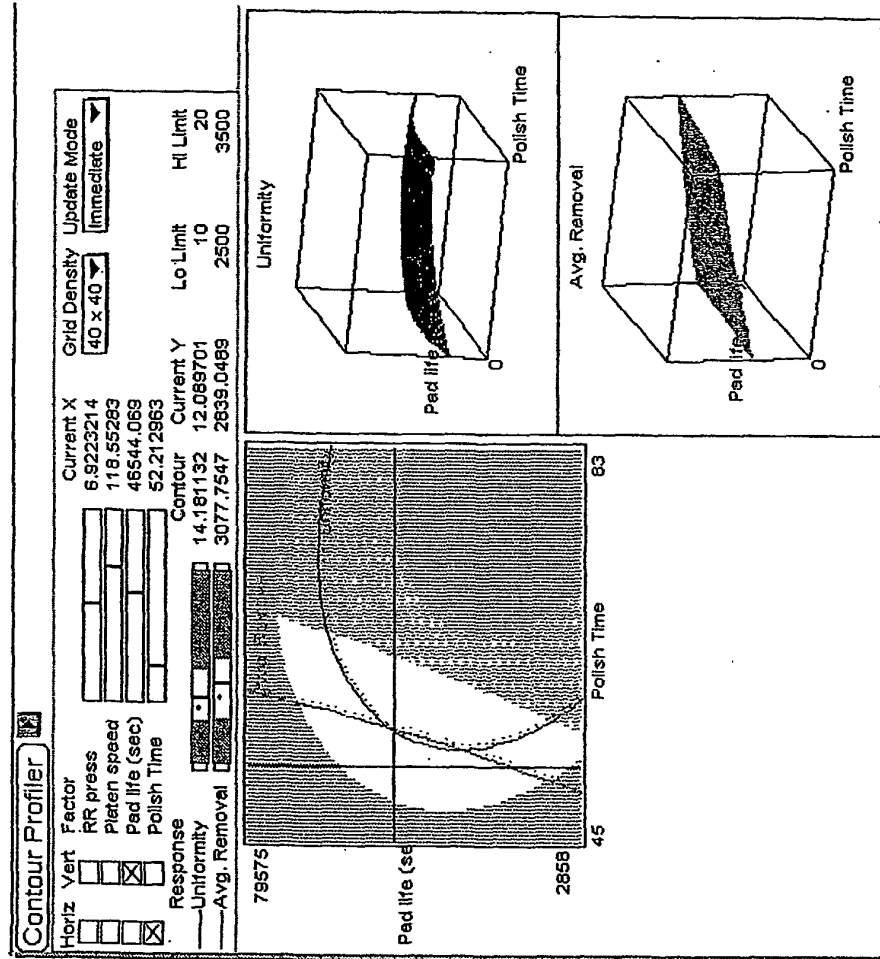 Contour Profiler
Horiz Vert Factor Current X Grid Density Update Mode
RR press 6.9223214 40 x 40 Immediate
Platen speed 118.55283
Pad life (sec) 46544.069
Polish Time 52.212963
Response Contour Current Y Lo Limit Hi Limit
Uniformity 14.181132 12.089701 10 20
Avg. Removal 3077.7547 2839.0489 2500 3500
79575
Pad life (se
2858
45 Polish Time 83
Uniformity
Pad life
0
Polish Time
Avg. Removal
Pad life
0
Polish Time